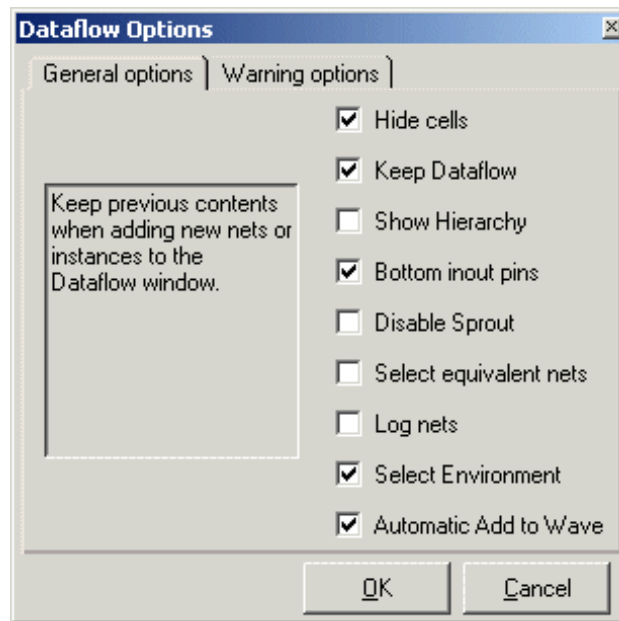 Dataflow Options
General options
Warning options
Hide cells
Keep Dataflow
Keep previous contents
when adding new nets or
instances to the
Dataflow window.
Show Hierarchy
Bottom inout pins
Disable Sprout
Select equivalent nets
Log nets
Select Environment
Automatic Add to Wave
OK
Cancel